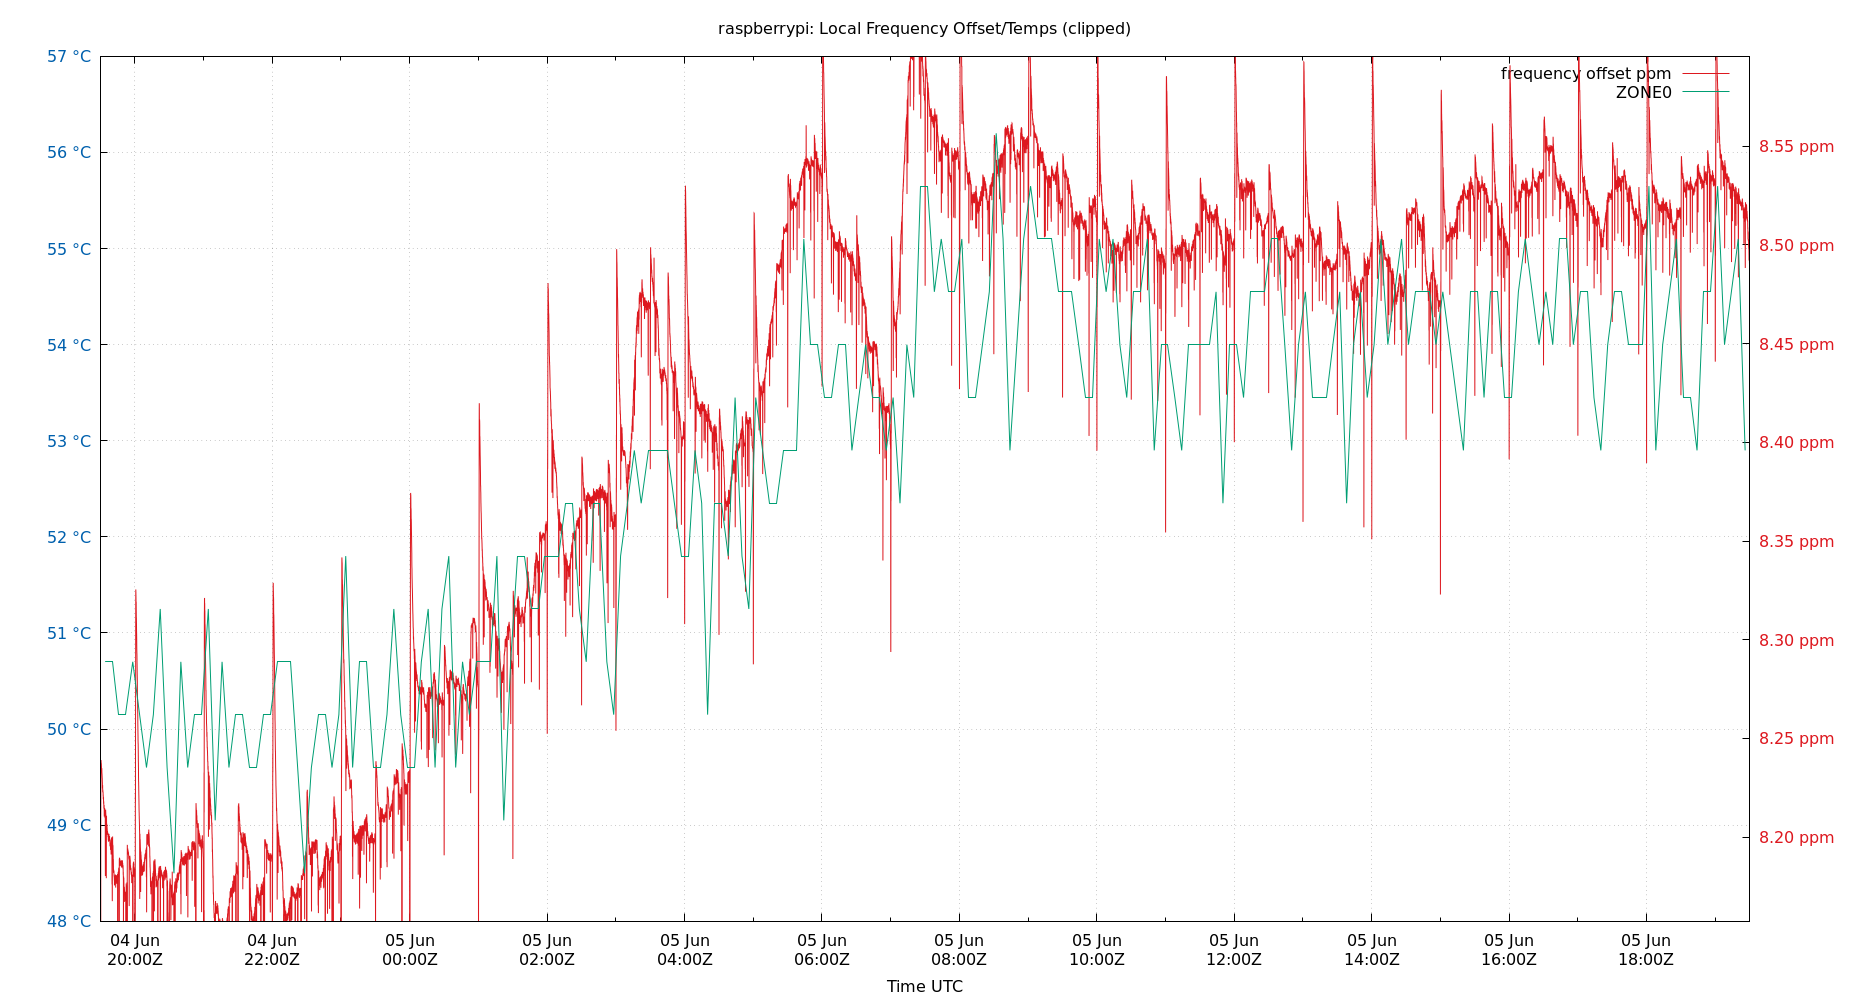 raspberrypi: Local Frequency Offset/Temps (clipped)
57 °C
56 °C
55 °C
54 °C
53 °C
52 °C
51 °C
50 °C
49 °C
48 °C
frequency offset ppm
ZONE0
8.55 ppm
8.50 ppm
8.45 ppm
8.40 ppm
8.35 ppm
8.30 ppm
8.25 ppm
8.20 ppm
04 Jun
20:00Z
04 Jun
22:00Z
05 Jun
00:00Z
05 Jun
02:00Z
05 Jun
04:00Z
05 Jun
06:00Z
05 Jun
08:00Z
05 Jun
10:00Z
05 Jun
12:00Z
05 Jun
14:00Z
05 Jun
16:00Z
05 Jun
18:00Z
Time UTC